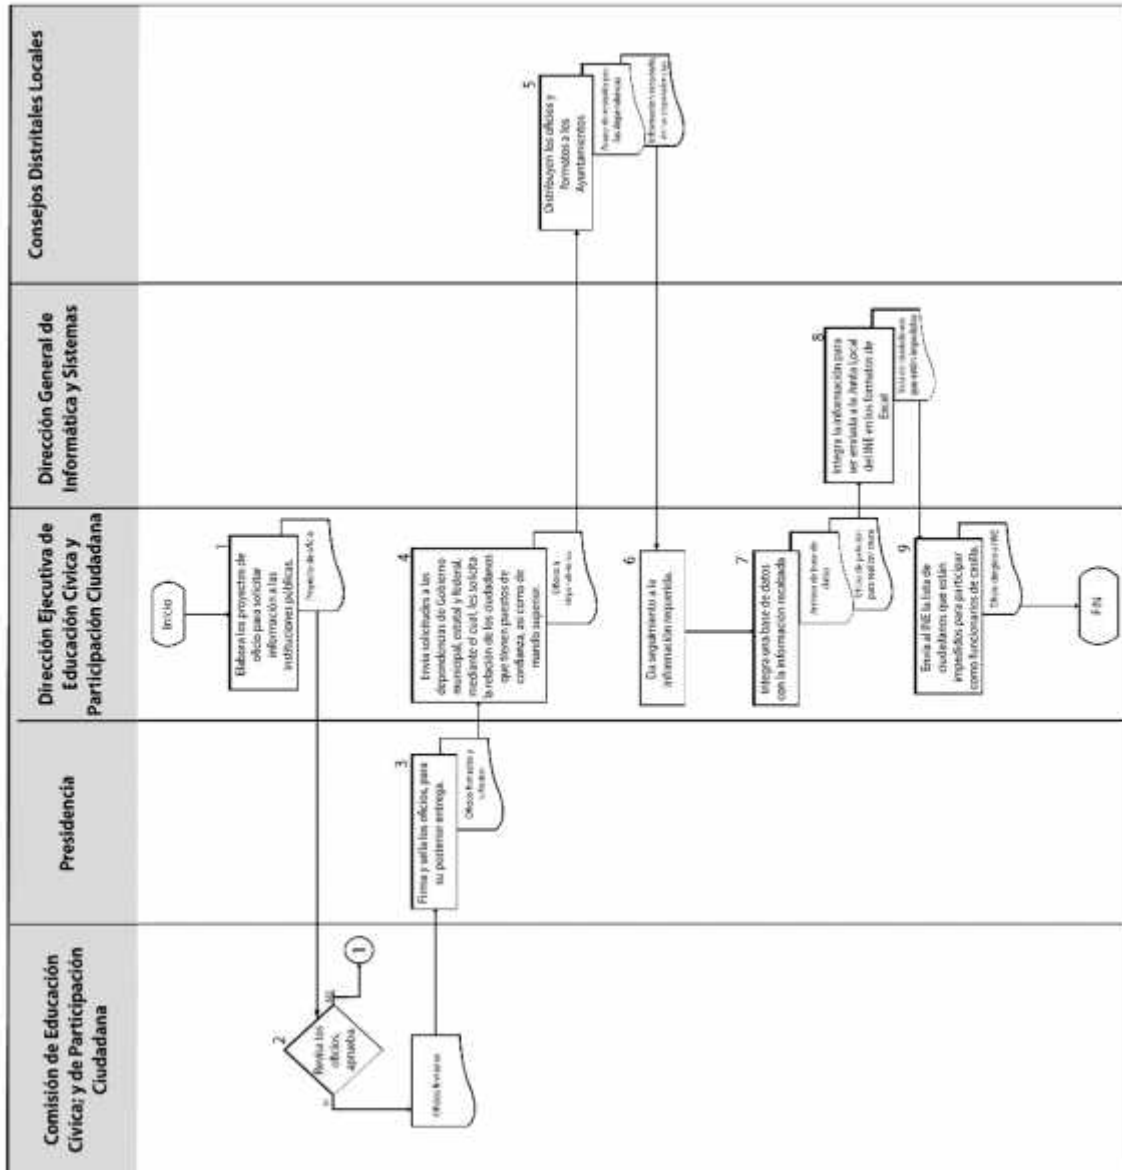 Comisión de Educación
Cívica; y de Participación
Ciudadana
Presidencia
Dirección Ejecutiva de
Educación Cívica y
Participación Ciudadana
Dirección General de
Informática y Sistemas
Consejos Distritales Locales
Inicio
1
Elabora los proyectos de
oficio para solicitar
información a las
instituciones públicas.
2
Revisa los
oficios,
aprueba
NO
1
3
Firma y sella los oficios, para
su posterior entrega.
4
Envía solicitudes a las
dependencias de Gobierno
municipal, estatal y federal,
mediante el cual, les solicita
la relación de los ciudadanos
que tienen puestos de
confianza, así como de
mando superior.
5
Distribuyen los oficios y
formatos a los
Ayuntamientos
6
Da seguimiento a la
información requerida.
7
Integra una base de datos
con la información recabada
8
Integra la información para
ser enviada a la Junta Local
del INE en los formatos de
Excel
9
Envía al INE la lista de
ciudadanos que están
impedidos para participar
como funcionarios de casilla.
FIN